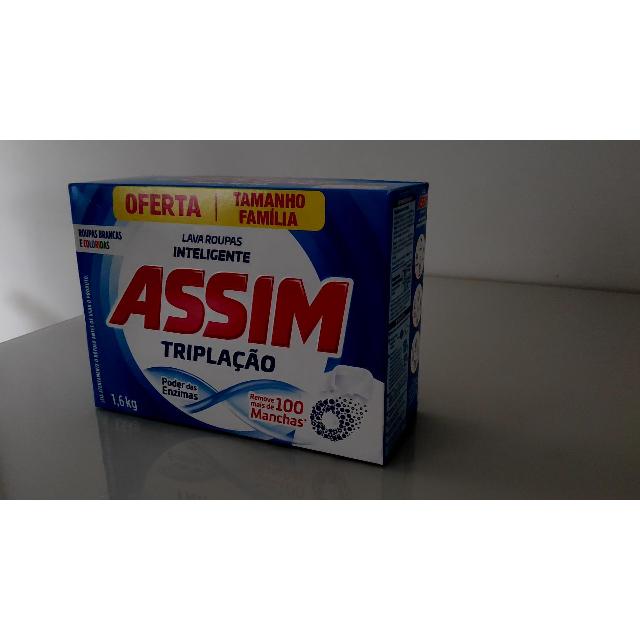 OFERTA
TAMANHO
FAMÍLIA
ROUPAS BRANCAS
E COLORIDAS
LAVA ROUPAS
INTELIGENTE
ASSIM
TRIPLAÇÃO
Poder das
Enzimas
Remove
mais de 100
Manchas*
1,6kg